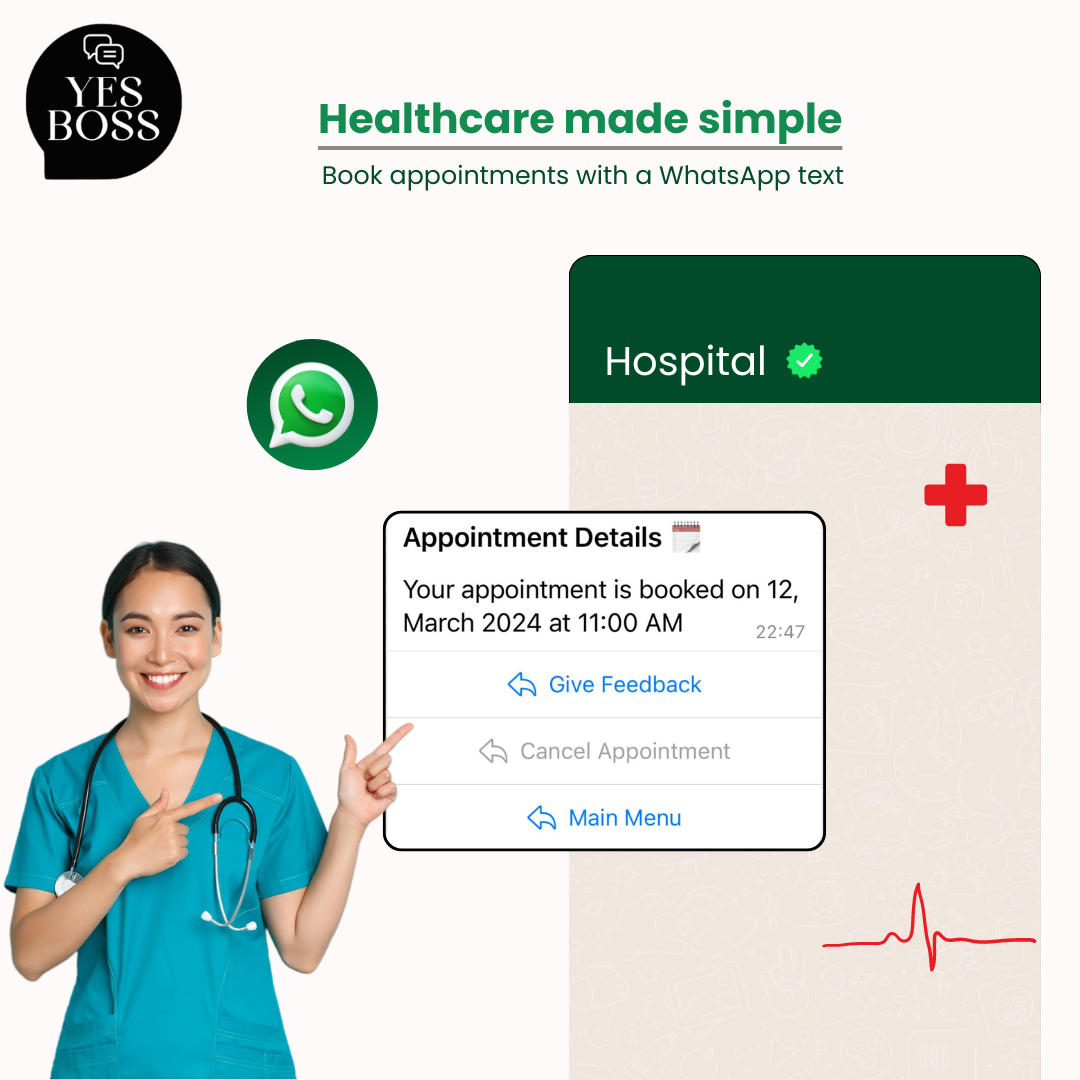 YES
BOSS
Healthcare made simple
Book appointments with a WhatsApp text
Hospital
Appointment Details
Your appointment is booked on 12,
March 2024 at 11:00 AM
22:47
Give Feedback
Cancel Appointment
Main Menu